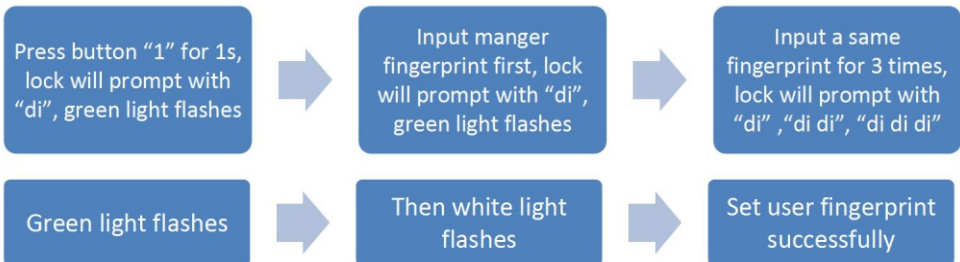 Press button “1” for 1s,
lock will prompt with
“di”, green light flashes
Input manger
fingerprint first, lock
will prompt with “di”,
green light flashes
Input a same
fingerprint for 3 times,
lock will prompt with
“di” ,“di di”, “di di di”
Green light flashes
Then white light
flashes
Set user fingerprint
successfully